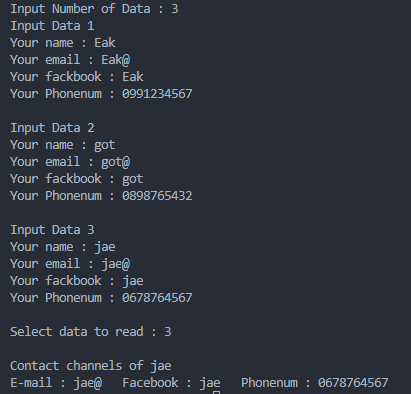 Input Number of Data : 3
Input Data 1
Your name : Eak
Your email : Eak@
Your fackbook : Eak
Your Phonenum : 0991234567
Input Data 2
Your name : got
Your email : got@
Your fackbook : got
Your Phonenum : 0898765432
Input Data 3
Your name : jae
Your email : jae@
Your fackbook : jae
Your Phonenum : 0678764567
Select data to read : 3
Contact channels of jae
E-mail : jae@   Facebook : jae   Phonenum : 0678764567